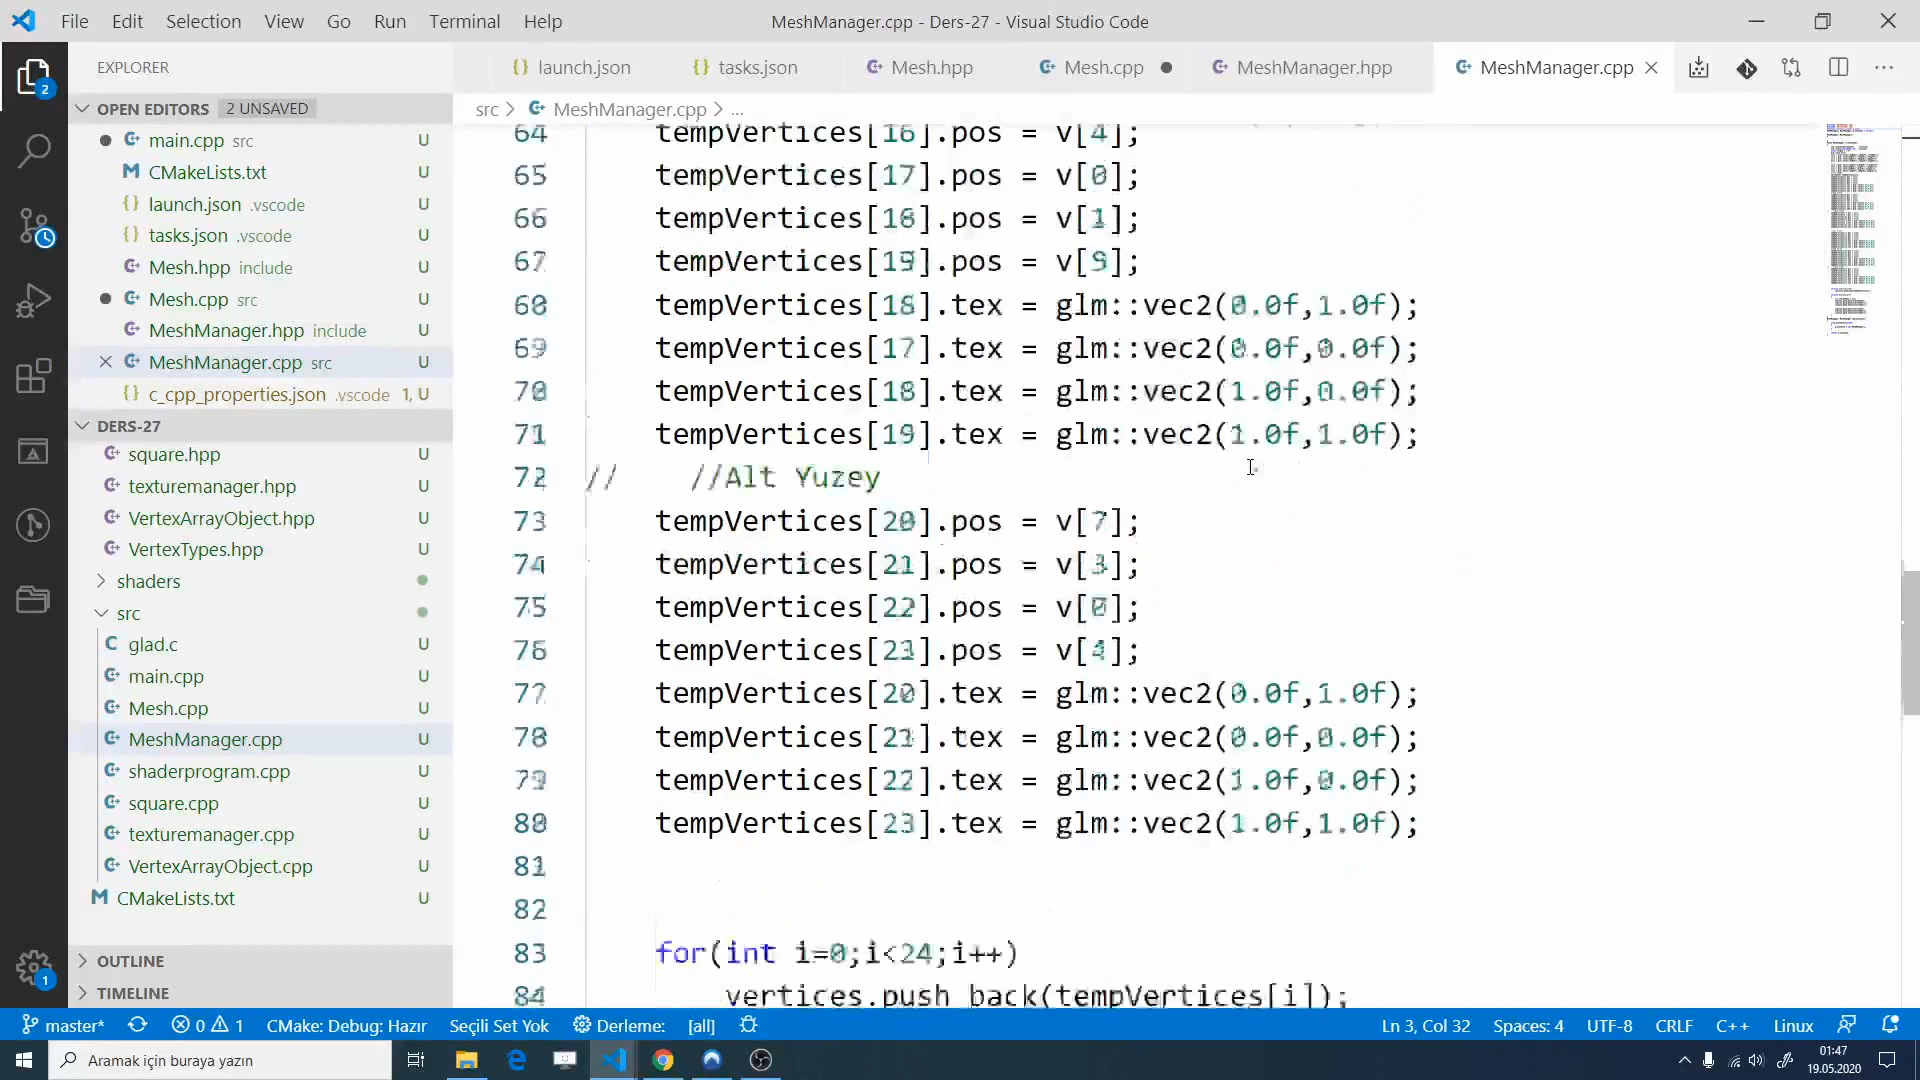 File Edit Selection View Go Run Terminal Help MeshManager.cpp - Ders-27 - Visual Studio Code
EXPLORER
launch.json tasks.json Mesh.hpp Mesh.cpp MeshManager.hpp MeshManager.cpp
OPEN EDITORS 2 UNSAVED
src > MeshManager.cpp > ...
main.cpp src U
CMakeLists.txt U
launch.json .vscode U
tasks.json .vscode U
Mesh.hpp include U
Mesh.cpp src U
MeshManager.hpp include U
MeshManager.cpp src U
c_cpp_properties.json .vscode 1, U
DERS-27
square.hpp U
texturemanager.hpp U
VertexArrayObject.hpp U
VertexTypes.hpp U
shaders
src
glad.c U
main.cpp U
Mesh.cpp U
MeshManager.cpp U
shaderprogram.cpp U
square.cpp U
texturemanager.cpp U
VertexArrayObject.cpp U
CMakeLists.txt U
OUTLINE
TIMELINE
64 tempVertices[16].pos = v[4];
65 tempVertices[17].pos = v[0];
66 tempVertices[18].pos = v[1];
67 tempVertices[19].pos =
tempVertices[17].tex = glm::vec2(0.0f,0.0f);
70 tempVertices[18].tex = glm::vec2(1.0f,0.0f);
71 tempVertices[19].tex = glm::vec2(1.0f,1.0f);
72 // //Alt Yuzey
73 tempVertices[20].pos = v[7];
74 tempVertices[21].pos = v[3];
75 tempVertices[22].pos = v[0];
76 tempVertices[23].pos = v[4];
77 tempVertices[20].tex = glm::vec2(0.0f,1.0f);
78 tempVertices[21].tex = glm::vec2(0.0f,0.0f);
79 tempVertices[22].tex = glm::vec2(1.0f,0.0f);
80 tempVertices[23].tex = glm::vec2(1.0f,1.0f);
81
82
83 for(int i=0;i<24;i++)
84 vertices.push_back(tempVertices[i]);
master* 0 1 CMake: Debug: Hazır Seçili Set Yok Derleme: [all] Ln 3, Col 32 Spaces: 4 UTF-8 CRLF C++ Linux
Aramak için buraya yazın
01:47
19.05.2020